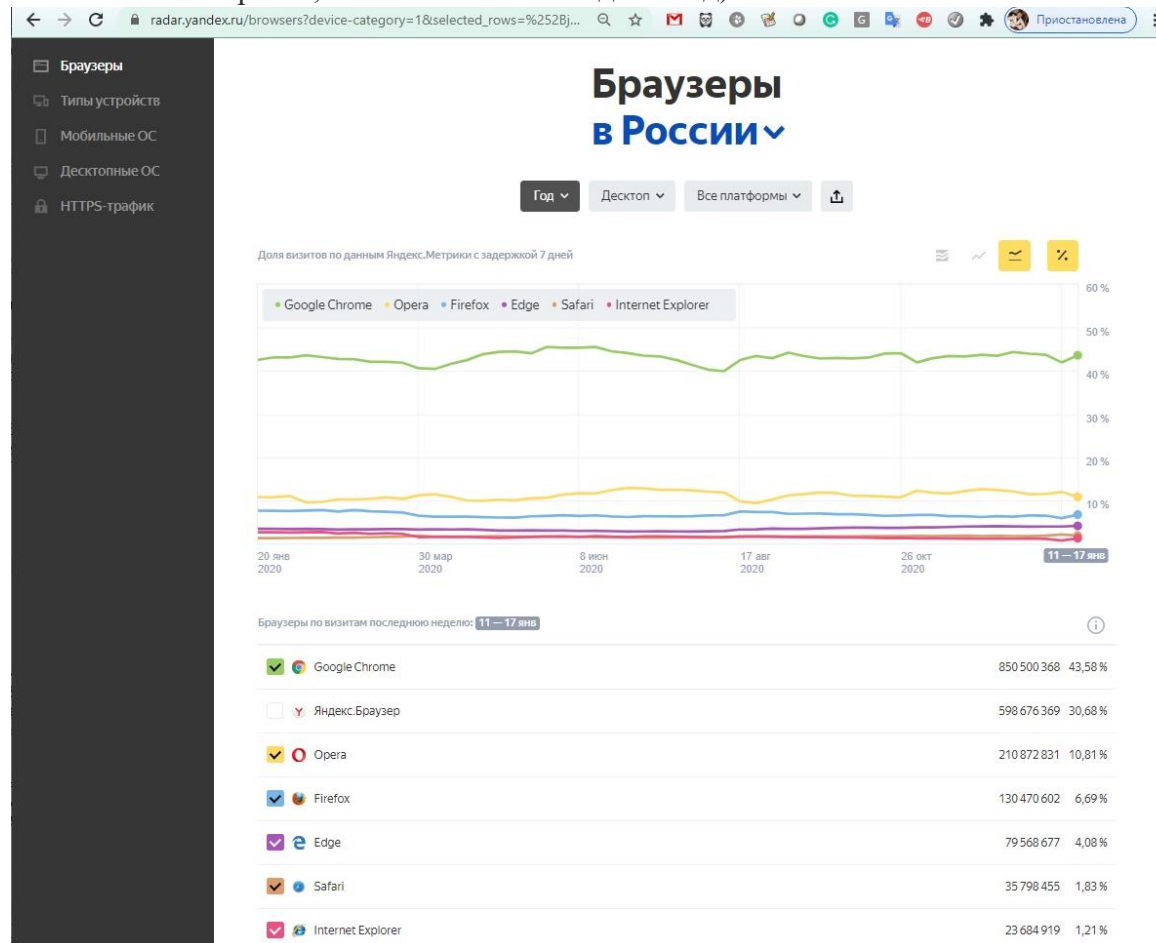 radar.yandex.ru/browsers?device-category=1&selected_rows=%252Bj...
Приостановлена
Браузеры
Типы устройств
Мобильные ОС
Десктопные ОС
HTTPS-трафик
Браузеры
в России
Год
Десктоп
Все платформы
Доля визитов по данным Яндекс.Метрики с задержкой 7 дней
Google Chrome Opera Firefox Edge Safari Internet Explorer
60 %
50 %
40 %
30 %
20 %
10 %
20 янв 2020
30 мар 2020
8 июн 2020
17 авг 2020
26 окт 2020
11 — 17 янв
Браузеры по визитам последнюю неделю: 11 — 17 янв
Google Chrome 850 500 368 43,58 %
Яндекс.Браузер 598 676 369 30,68 %
Opera 210 872 831 10,81 %
Firefox 130 470 602 6,69 %
Edge 79 568 677 4,08 %
Safari 35 798 455 1,83 %
Internet Explorer 23 684 919 1,21 %